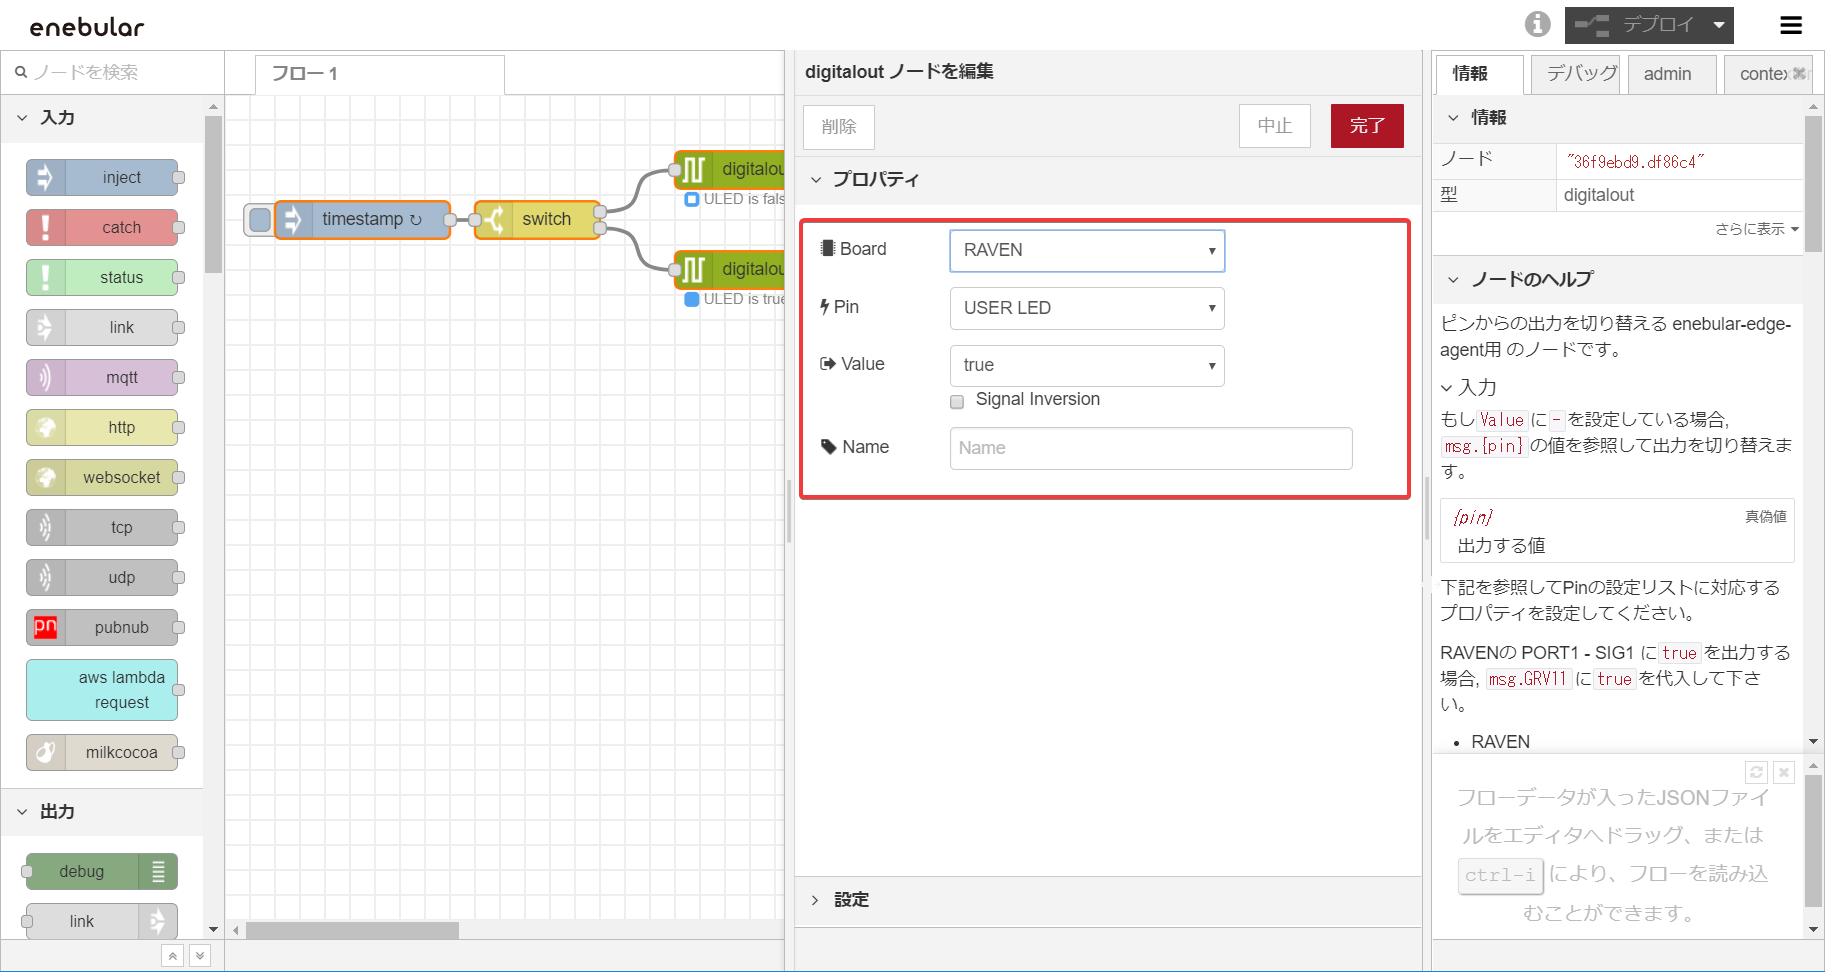 enebular
デプロイ
ノードを検索
入力
inject
catch
status
link
mqtt
http
websocket
tcp
udp
pubnub
aws lambda
request
milkcocoa
出力
debug
link
フロー 1
timestamp ↻
switch
digitalou
ULED is fals
digitalou
ULED is true
digitalout ノードを編集
削除
中止
完了
プロパティ
Board
RAVEN
Pin
USER LED
Value
true
Signal Inversion
Name
Name
設定
情報
デバッグ
admin
contex
情報
ノード
"36f9ebd9.df86c4"
型
digitalout
さらに表示
ノードのヘルプ
ピンからの出力を切り替える enebular-edge-
agent用 のノードです。
入力
もし Value に - を設定している場合,
msg.{pin} の値を参照して出力を切り替えま
す。
{pin}
真偽値
出力する値
下記を参照してPinの設定リストに対応する
プロパティを設定してください。
RAVENの PORT1 - SIG1 に true を出力する
場合, msg.GRV11 に true を代入して下さ
い。
• RAVEN
フローデータが入ったJSONファイ
ルをエディタへドラッグ、または
ctrl-i により、フローを読み込
むことができます。
pn